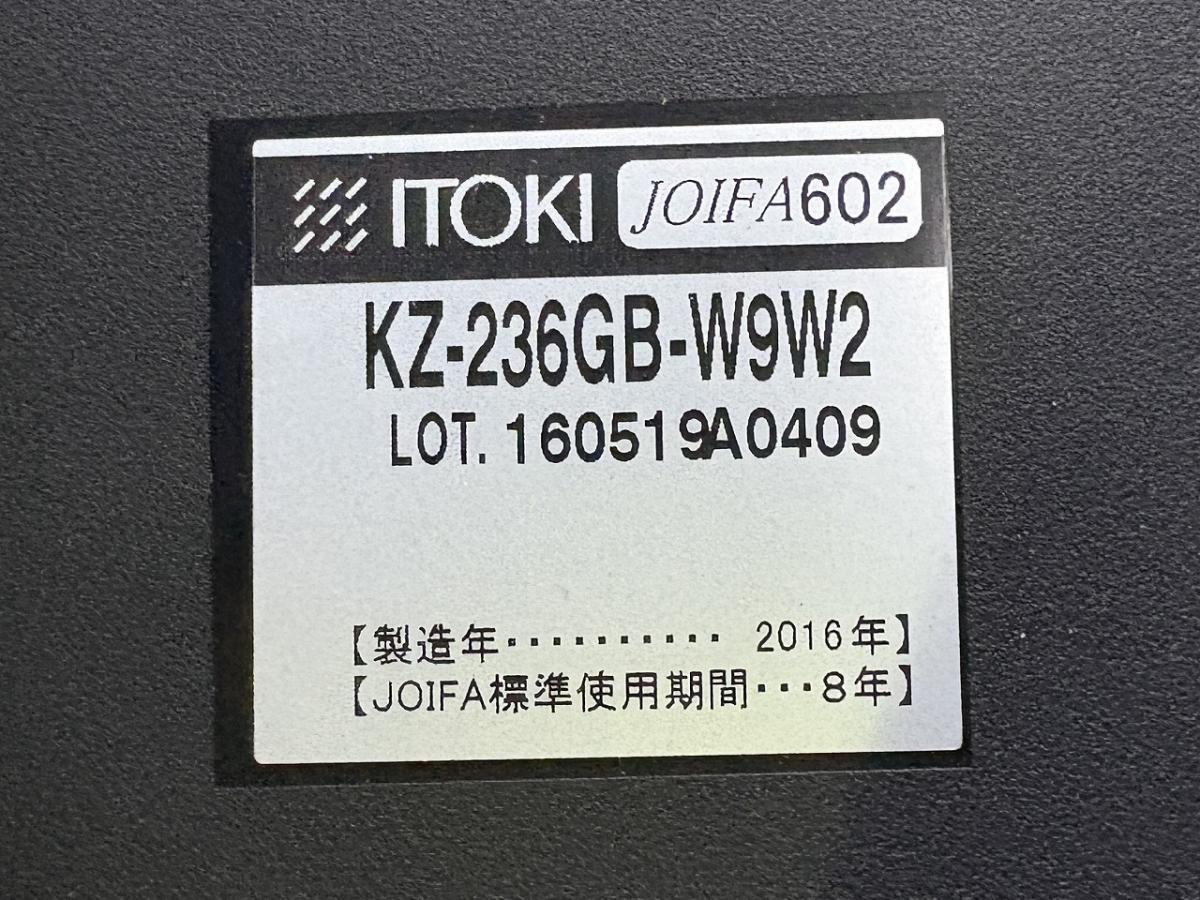 ITOKI JOIFA602
KZ-236GB-W9W2
LOT. 160519A0409
【製造年・・・・・・・・・・ 2016年】
【JOIFA標準使用期間・・・8年】